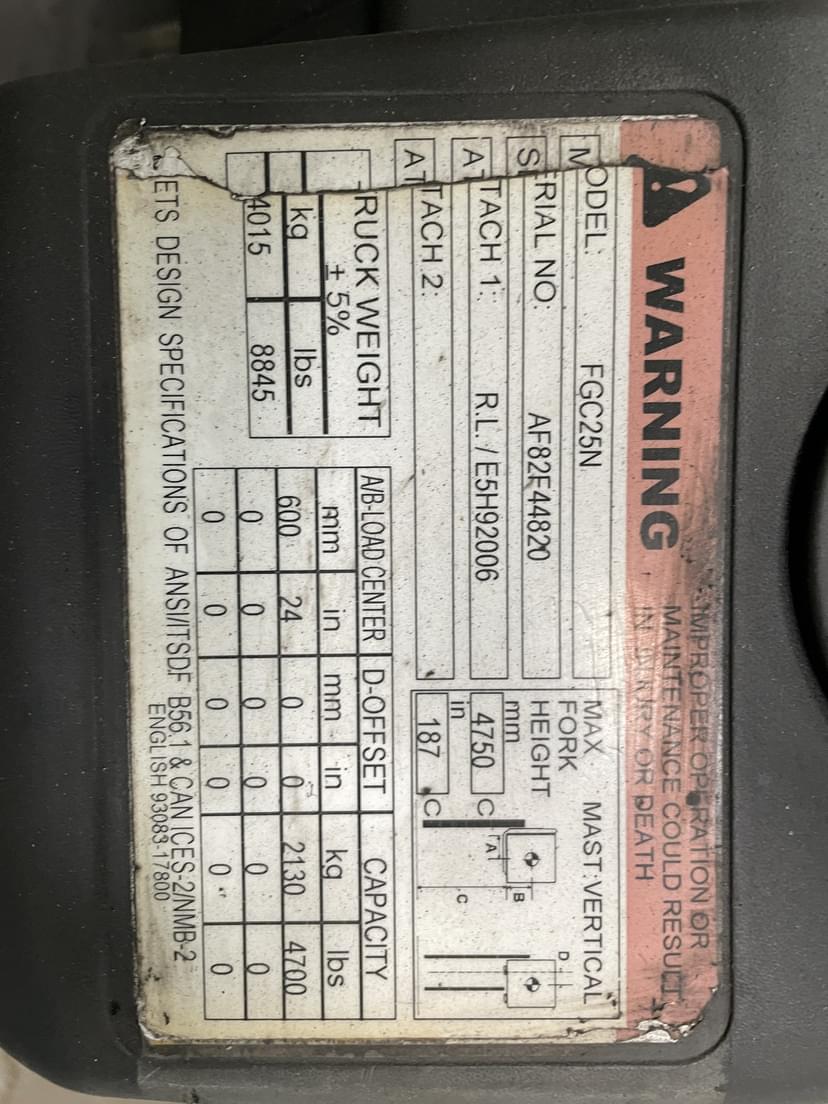 WARNING
IMPROPER OPERATION OR
MAINTENANCE COULD RESULT
IN INJURY OR DEATH
MODEL: FGC25N
SERIAL NO: AF82E44820
ATTACH 1: R.L. / E5H92006
ATTACH 2:
MAX MAST:VERTICAL
FORK
HEIGHT
mm
4750 C
in
187 C
A
B
C
D
TRUCK WEIGHT
± 5%
kg lbs
4015 8845
A/B-LOAD CENTER D-OFFSET CAPACITY
mm in mm in kg lbs
600 24 0 0 2130 4700
0 0 0 0 0 0
0 0 0 0 0 0
ETS DESIGN SPECIFICATIONS OF ANSI/ITSDF B56.1 & CAN ICES-2/NMB-2
ENGLISH 93083-17800